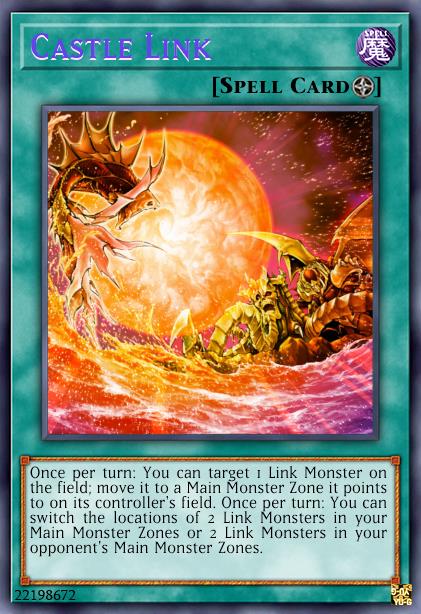 Castle Link
SPELL
魔
[Spell Card]
Once per turn: You can target 1 Link Monster on
the field; move it to a Main Monster Zone it points
to on its controller's field. Once per turn: You can
switch the locations of 2 Link Monsters in your
Main Monster Zones or 2 Link Monsters in your
opponent's Main Monster Zones.
22198672